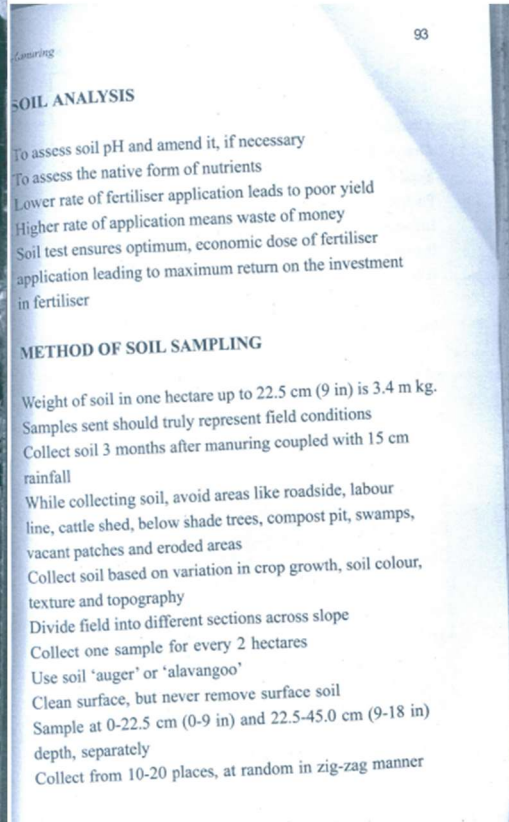 93
SOIL ANALYSIS
To assess soil pH and amend it, if necessary
To assess the native form of nutrients
Lower rate of fertiliser application leads to poor yield
Higher rate of application means waste of money
Soil test ensures optimum, economic dose of fertiliser
application leading to maximum return on the investment
in fertiliser
METHOD OF SOIL SAMPLING
Weight of soil in one hectare up to 22.5 cm (9 in) is 3.4 m kg.
Samples sent should truly represent field conditions
Collect soil 3 months after manuring coupled with 15 cm
rainfall
While collecting soil, avoid areas like roadside, labour
line, cattle shed, below shade trees, compost pit, swamps,
vacant patches and eroded areas
Collect soil based on variation in crop growth, soil colour,
texture and topography
Divide field into different sections across slope
Collect one sample for every 2 hectares
Use soil ‘auger’ or ‘alavangoo’
Clean surface, but never remove surface soil
Sample at 0-22.5 cm (0-9 in) and 22.5-45.0 cm (9-18 in)
depth, separately
Collect from 10-20 places, at random in zig-zag manner